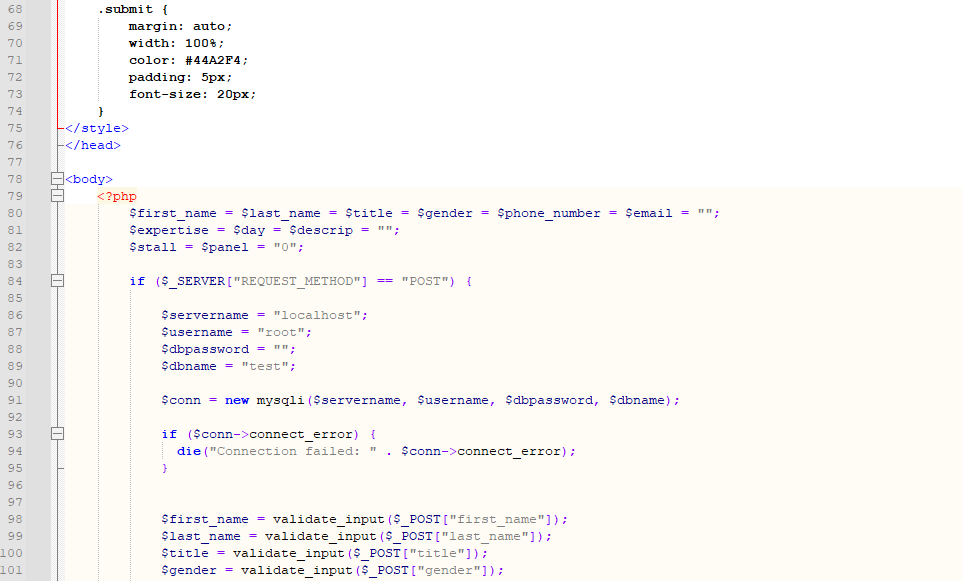 68 .submit {
69 margin: auto;
70 width: 100%;
71 color: #44A2F4;
72 padding: 5px;
73 font-size: 20px;
74 }
75 </style>
76 </head>
77
78 <body>
79 <?php
80 $first_name = $last_name = $title = $gender = $phone_number = $email = "";
81 $expertise = $day = $descrip = "";
82 $stall = $panel = "0";
83
84 if ($_SERVER["REQUEST_METHOD"] == "POST") {
85
86 $servername = "localhost";
87 $username = "root";
88 $dbpassword = "";
89 $dbname = "test";
90
91 $conn = new mysqli($servername, $username, $dbpassword, $dbname);
92
93 if ($conn->connect_error) {
94 die("Connection failed: " . $conn->connect_error);
95 }
96
97
98 $first_name = validate_input($_POST["first_name"]);
99 $last_name = validate_input($_POST["last_name"]);
100 $title = validate_input($_POST["title"]);
101 $gender = validate_input($_POST["gender"]);